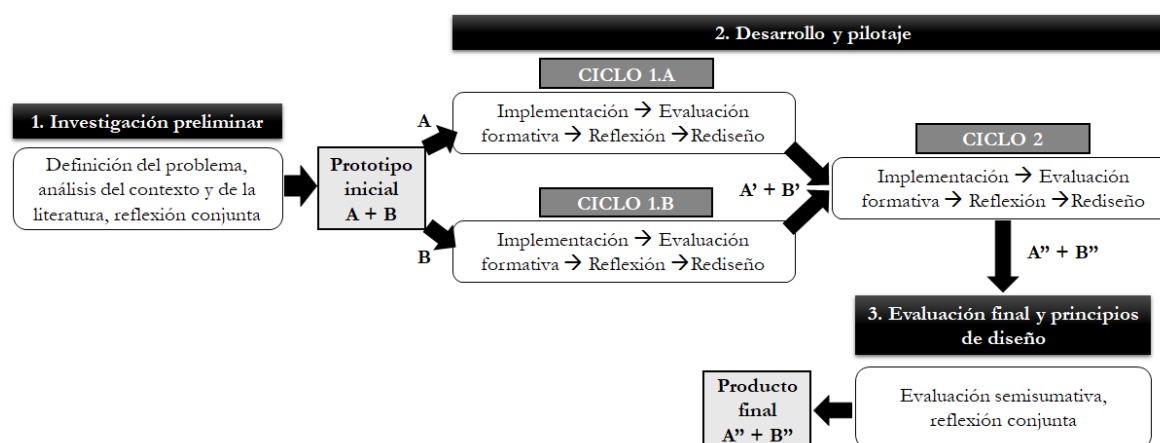 2. Desarrollo y pilotaje
CICLO 1.A
1. Investigación preliminar
Definición del problema,
análisis del contexto y de la
literatura, reflexión conjunta
Prototipo
inicial
A + B
A
Implementación → Evaluación
formativa → Reflexión →Rediseño
B
CICLO 1.B
Implementación → Evaluación
formativa → Reflexión →Rediseño
A’ + B’
CICLO 2
Implementación → Evaluación
formativa → Reflexión →Rediseño
A” + B”
3. Evaluación final y principios
de diseño
Evaluación semisumativa,
reflexión conjunta
Producto
final
A” + B”